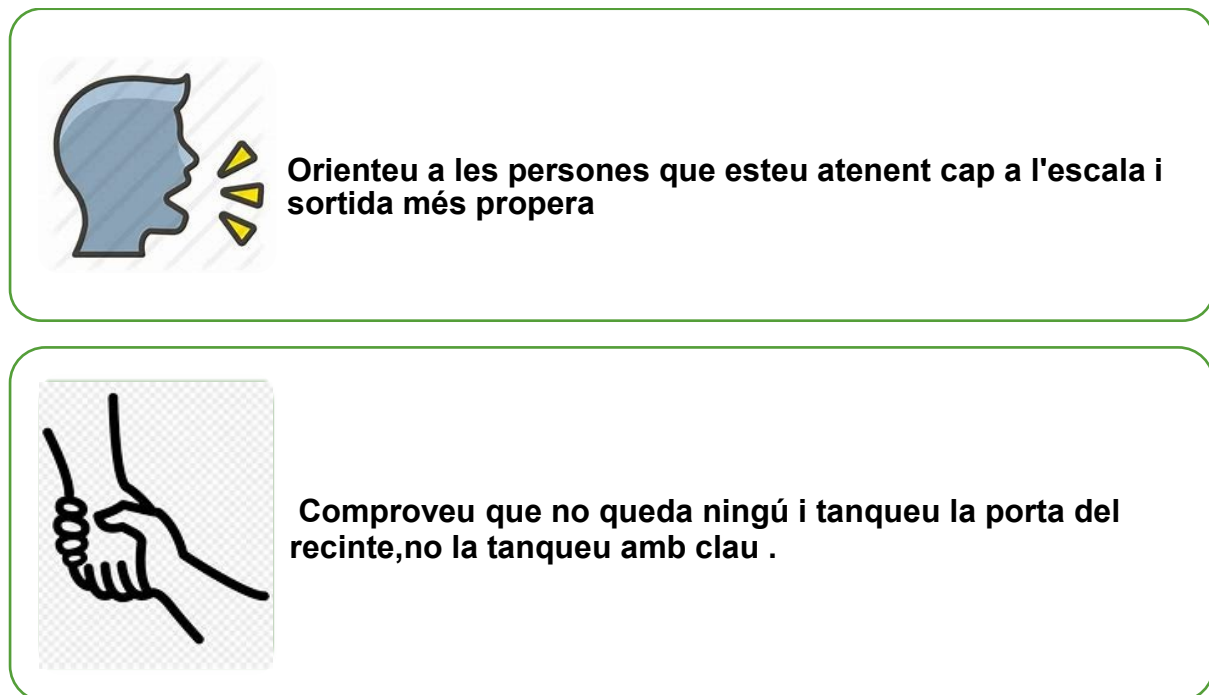 Orienteu a les persones que esteu atenent cap a l'escala i
sortida més propera
Comproveu que no queda ningú i tanqueu la porta del
recinte,no la tanqueu amb clau .